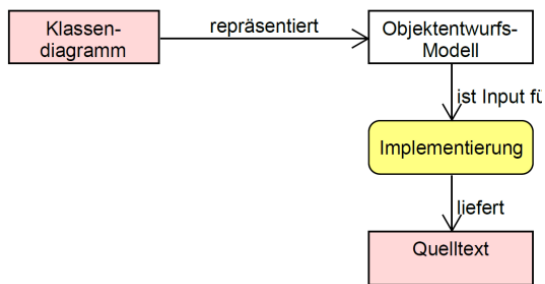 Klassen-
diagramm
repräsentiert
Objektentwurfs-
Modell
ist Input fü
Implementierung
liefert
Quelltext